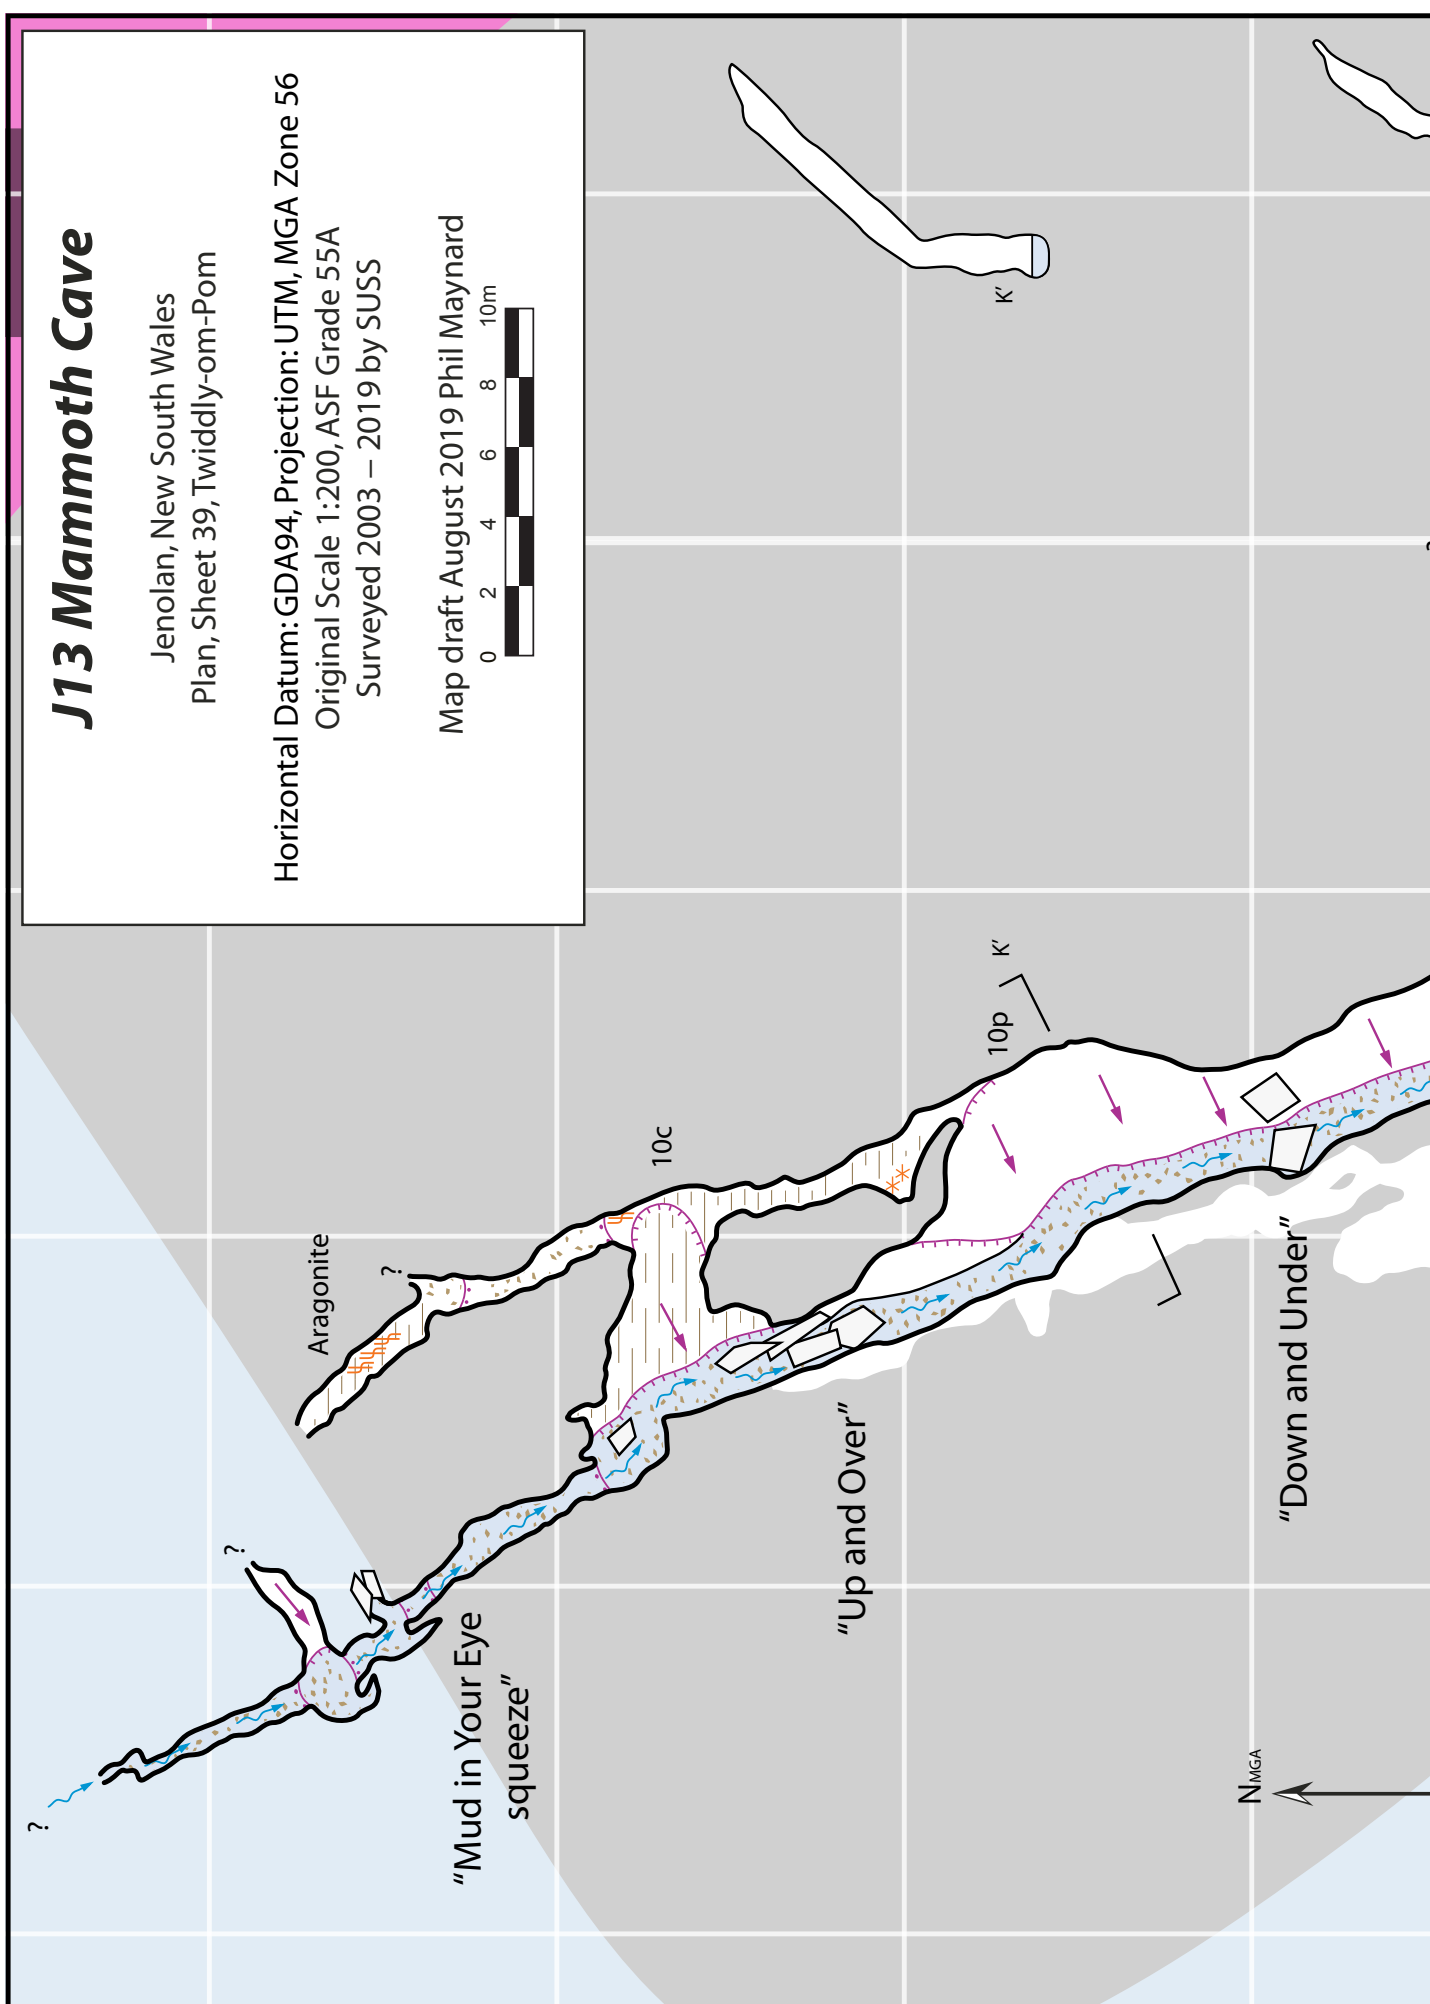 J13 Mammoth Cave
Jenolan, New South Wales
Plan, Sheet 39, Twiddly-om-Pom
Horizontal Datum: GDA94, Projection: UTM, MGA Zone 56
Original Scale 1:200, ASF Grade 55A
Surveyed 2003 – 2019 by SUSS
Map draft August 2019 Phil Maynard
0 2 4 6 8 10m
K'
Aragonite
?
10c
10p
K'
?
?
"Mud in Your Eye
squeeze"
"Up and Over"
"Down and Under"
NMGA